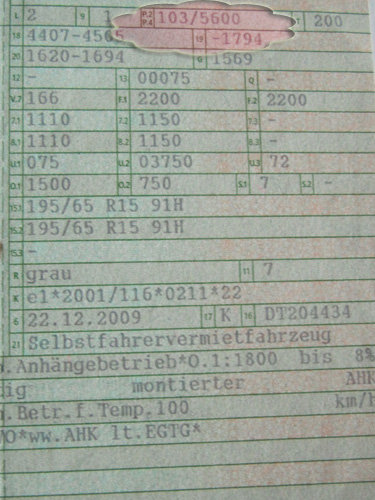 L 2 9 1 P.2 P.4 103/5600 T 200
18 4407-4565 19 -1794
20 1620-1694 G 1569
12 - 13 00075 Q -
V.7 166 F.1 2200 F.2 2200
7.1 1110 7.2 1150 7.3 -
8.1 1110 8.2 1150 8.3 -
U.1 075 U.2 03750 U.3 72
O.1 1500 O.2 750 S.1 7 S.2 -
15.1 195/65 R15 91H
15.2 195/65 R15 91H
15.3 -
R grau 11 7
K e1*2001/116*0211*22
6 22.12.2009 17 K 16 DT204434
21 Selbstfahrervermietfahrzeug
.Anhängebetrieb*O.1:1800 bis 8%
ig montierter AHK
.Betr.f.Temp.100 km/h
O*ww.AHK lt.EGTG*